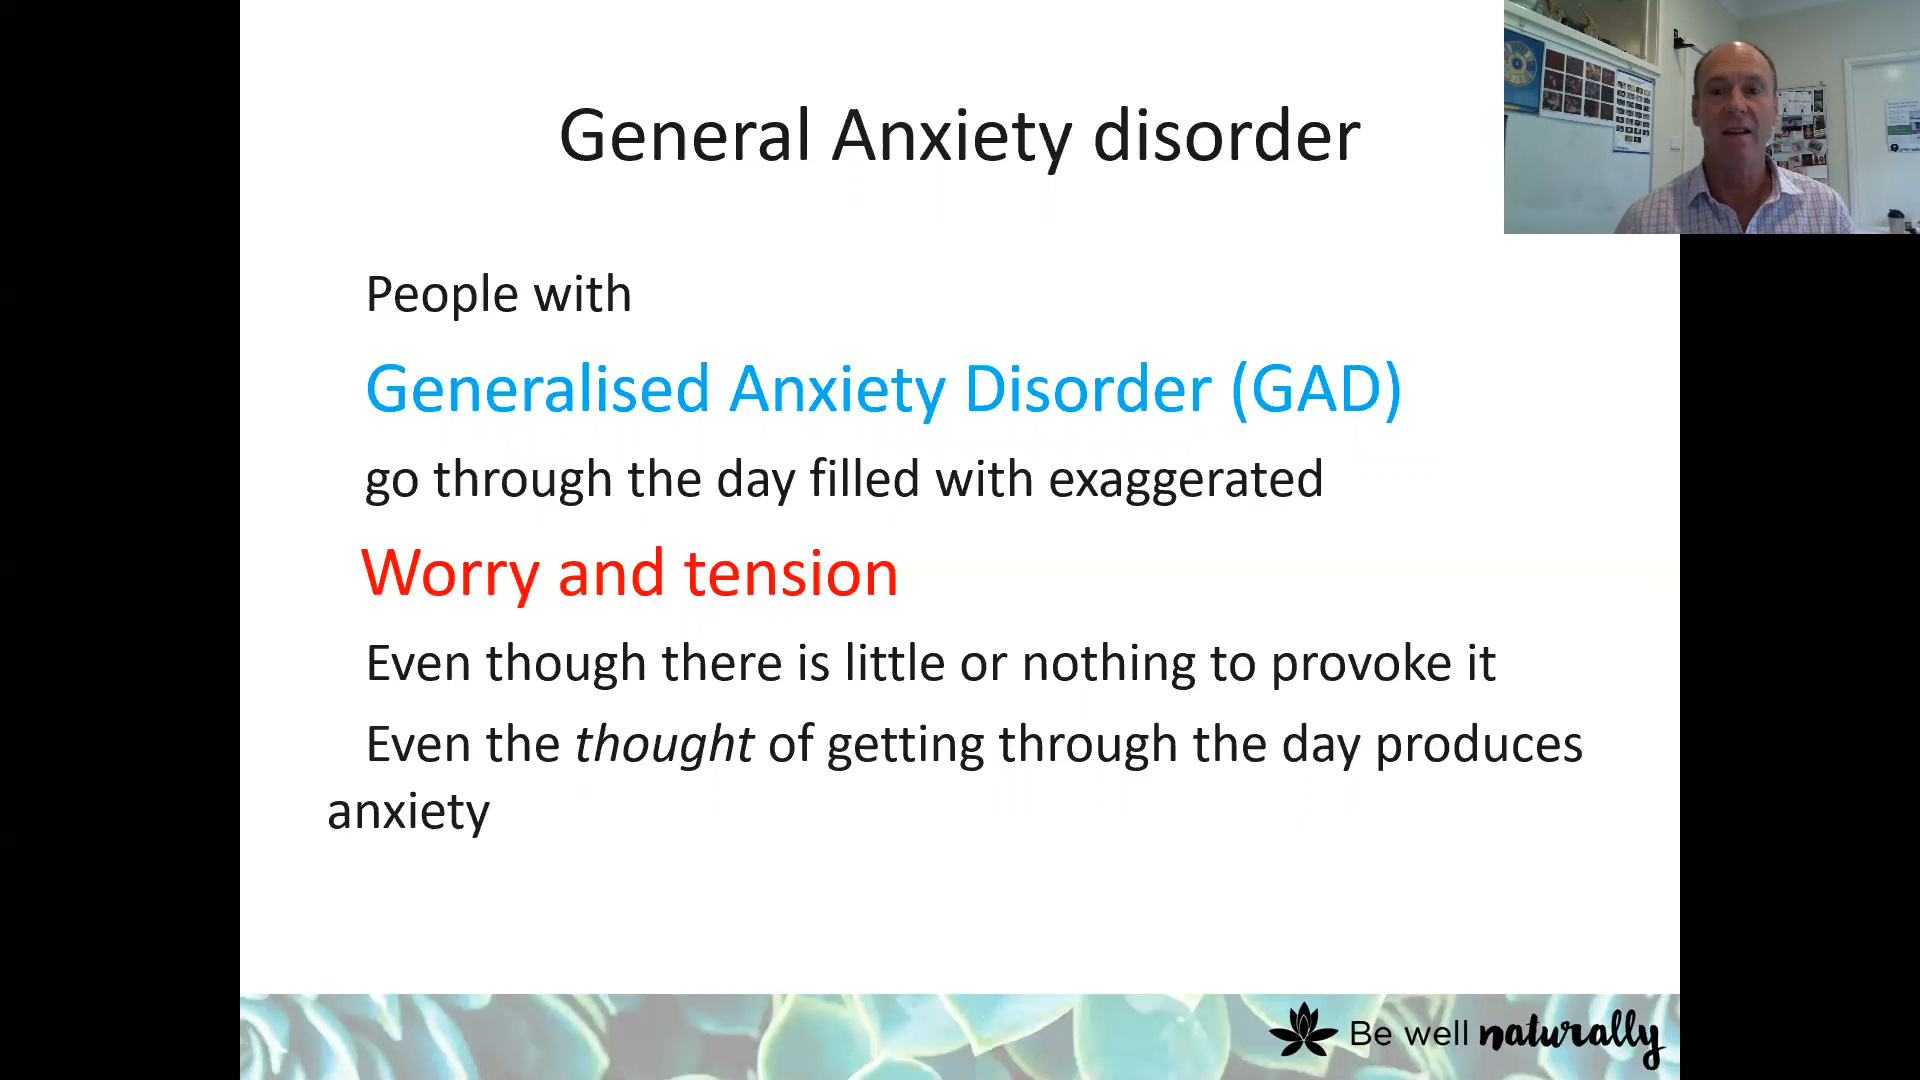 General Anxiety disorder
People with
Generalised Anxiety Disorder (GAD)
go through the day filled with exaggerated
Worry and tension
Even though there is little or nothing to provoke it
Even the thought of getting through the day produces
anxiety
Be well naturally